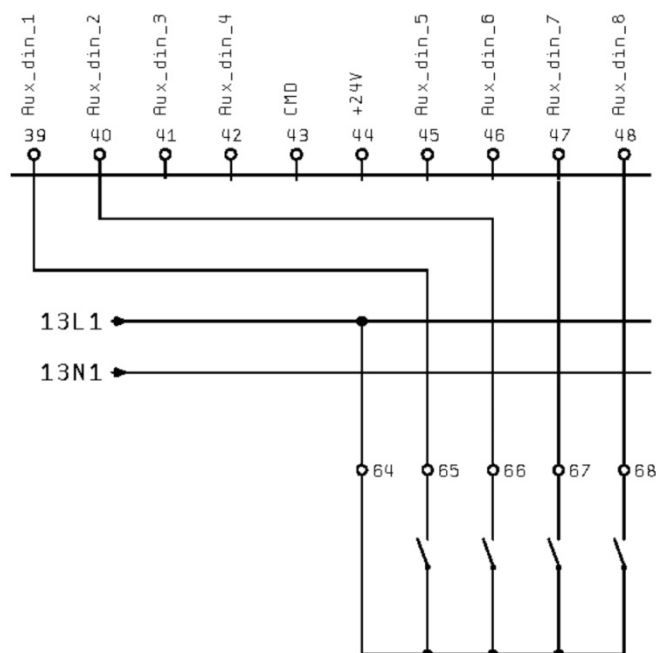 Aux_din_1
Aux_din_2
Aux_din_3
Aux_din_4
CMD
+24V
Aux_din_5
Aux_din_6
Aux_din_7
Aux_din_8
39 40 41 42 43 44 45 46 47 48
13L1
13N1
64 65 66 67 68